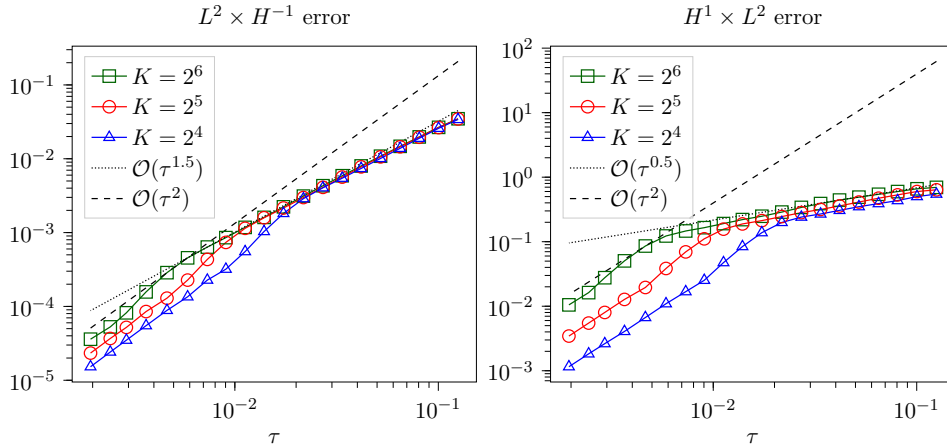 L² × H⁻¹ error
10⁻¹
10⁻²
10⁻³
10⁻⁴
10⁻⁵
K = 2⁶
K = 2⁵
K = 2⁴
𝒪(τ¹·⁵)
𝒪(τ²)
10⁻² 10⁻¹
τ
H¹ × L² error
10²
10¹
10⁰
10⁻¹
10⁻²
10⁻³
K = 2⁶
K = 2⁵
K = 2⁴
𝒪(τ⁰·⁵)
𝒪(τ²)
10⁻² 10⁻¹
τ